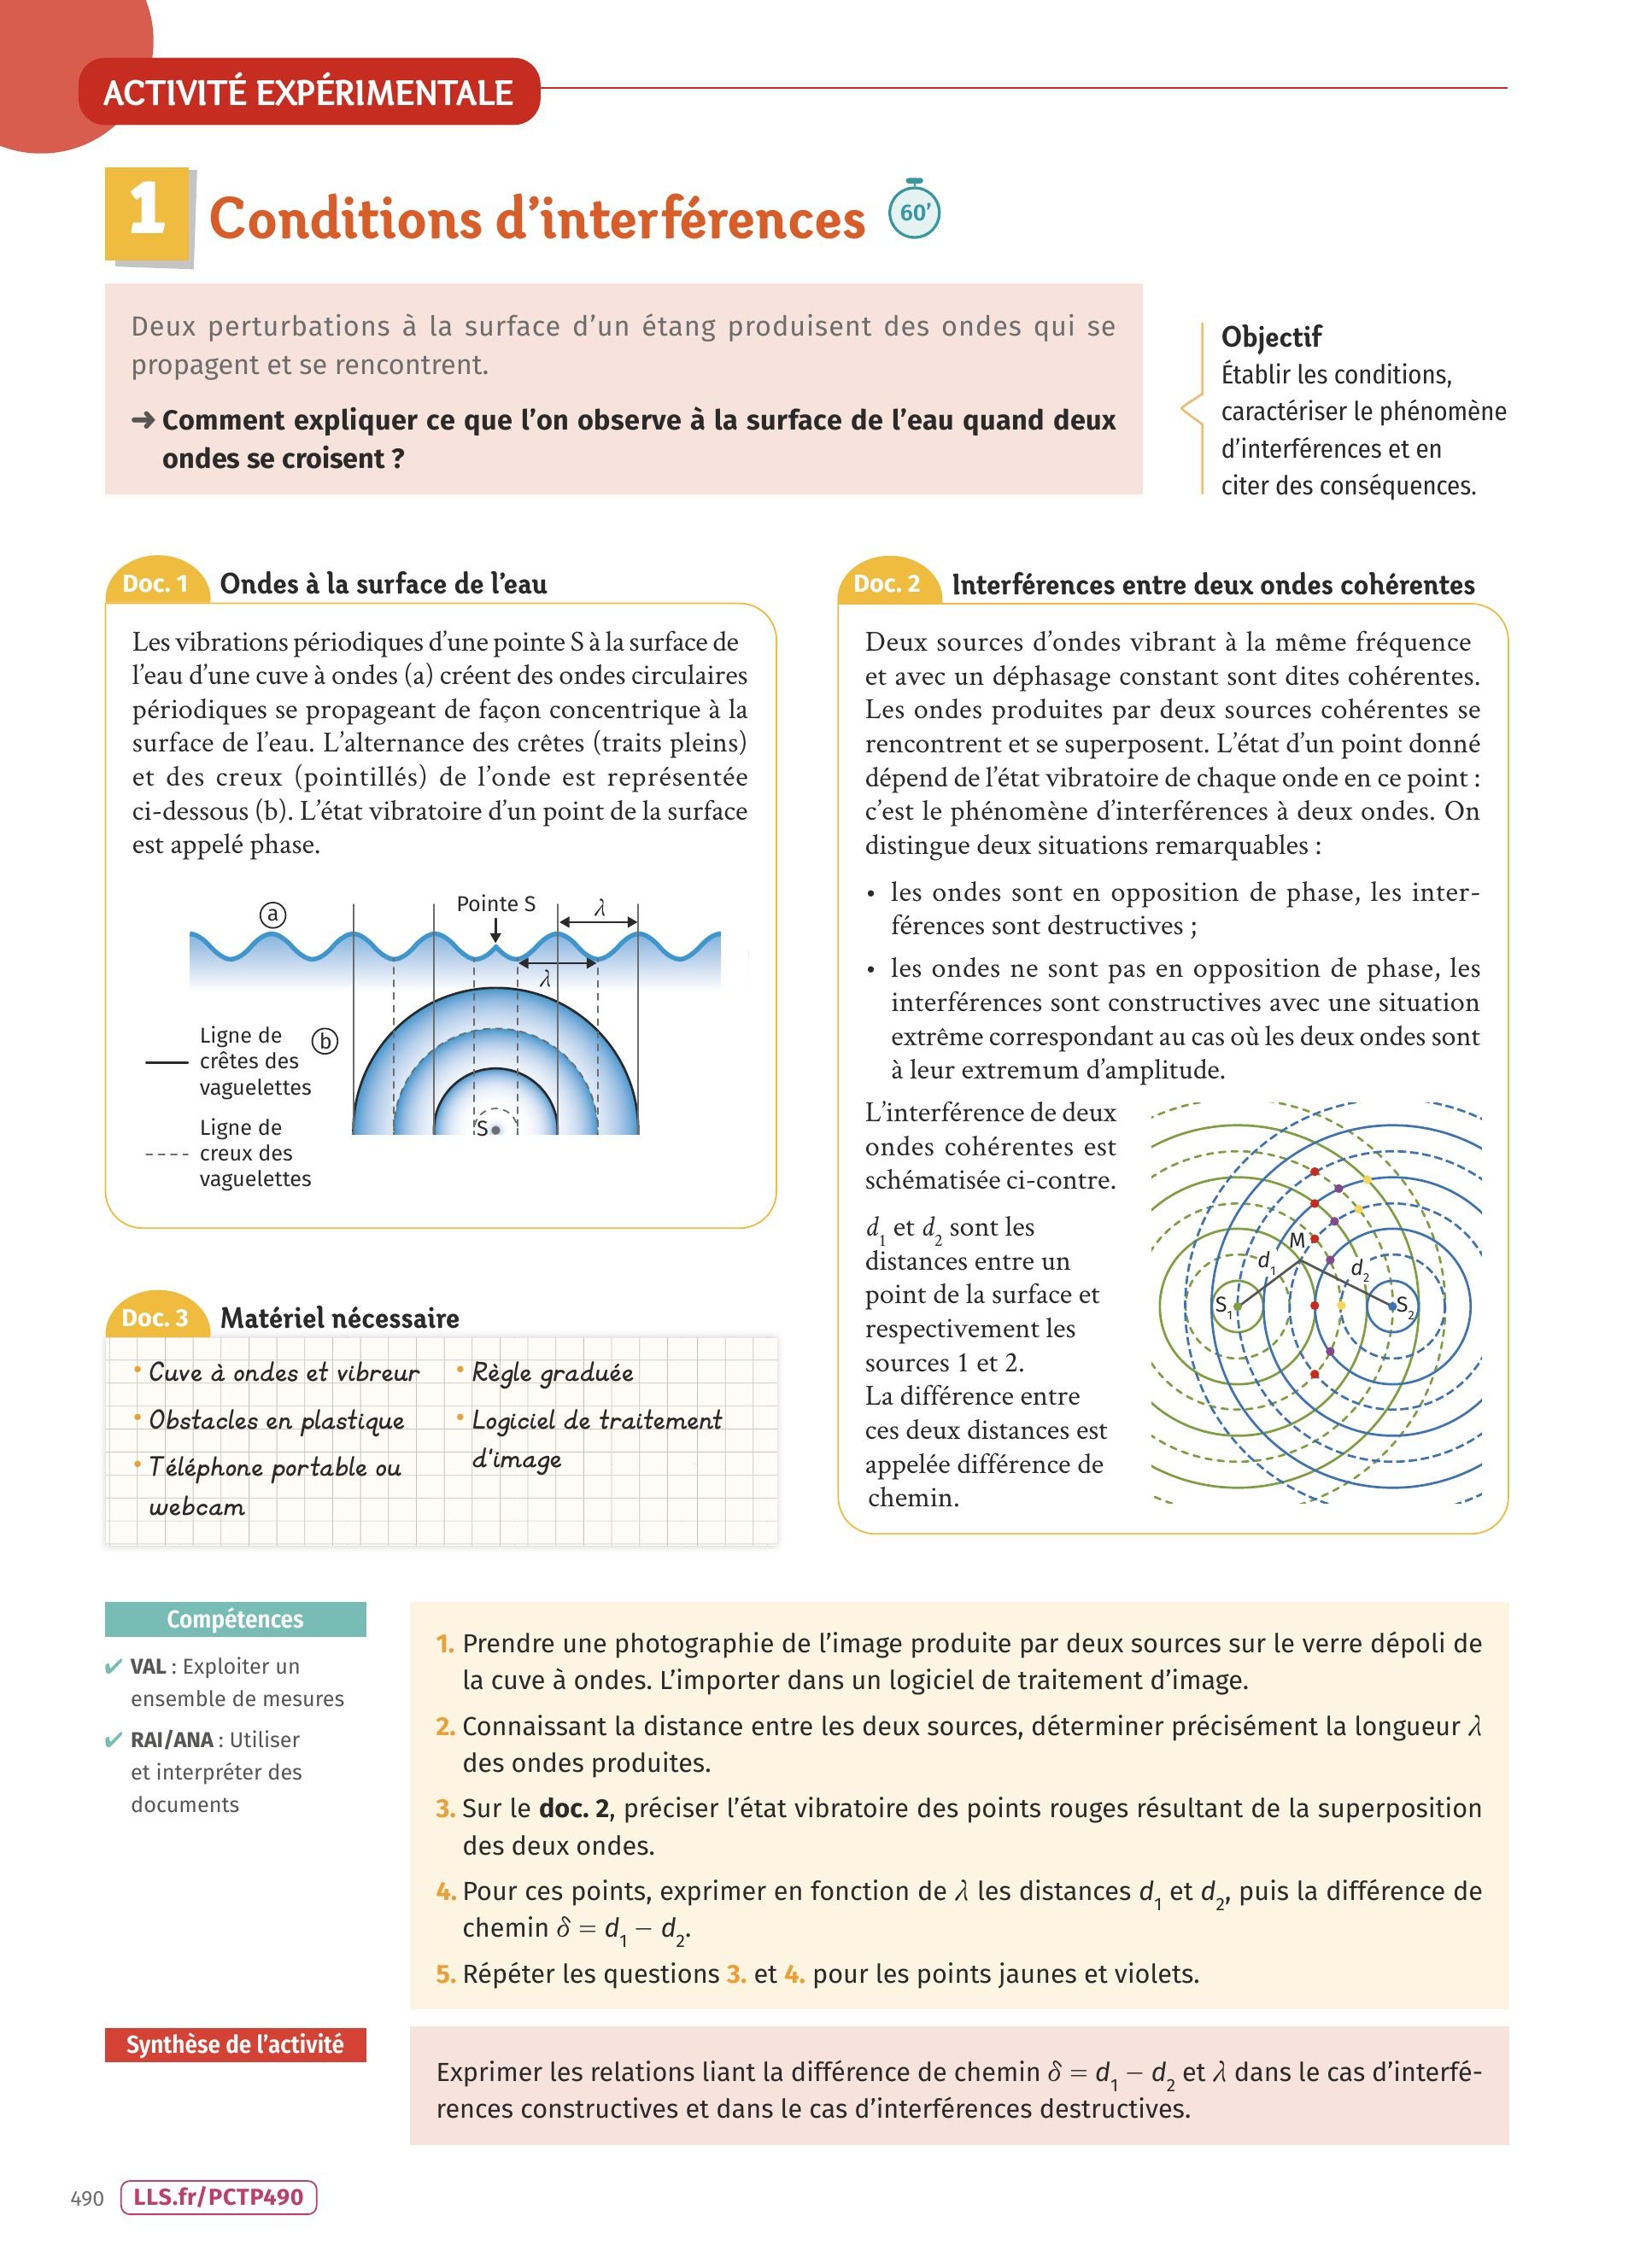 ACTIVITÉ EXPÉRIMENTALE
1 Conditions d'interférences 60'
Deux perturbations à la surface d'un étang produisent des ondes qui se
propagent et se rencontrent.
➜ Comment expliquer ce que l'on observe à la surface de l'eau quand deux
ondes se croisent ?
Objectif
Établir les conditions,
caractériser le phénomène
d'interférences et en
citer des conséquences.
Doc. 1 Ondes à la surface de l'eau
Les vibrations périodiques d'une pointe S à la surface de
l'eau d'une cuve à ondes (a) créent des ondes circulaires
périodiques se propageant de façon concentrique à la
surface de l'eau. L'alternance des crêtes (traits pleins)
et des creux (pointillés) de l'onde est représentée
ci-dessous (b). L'état vibratoire d'un point de la surface
est appelé phase.
a
Pointe S
λ
λ
Ligne de
crêtes des
vaguelettes
b
Ligne de
creux des
vaguelettes
S
Doc. 2 Interférences entre deux ondes cohérentes
Deux sources d'ondes vibrant à la même fréquence
et avec un déphasage constant sont dites cohérentes.
Les ondes produites par deux sources cohérentes se
rencontrent et se superposent. L'état d'un point donné
dépend de l'état vibratoire de chaque onde en ce point :
c'est le phénomène d'interférences à deux ondes. On
distingue deux situations remarquables :
• les ondes sont en opposition de phase, les inter-
férences sont destructives ;
• les ondes ne sont pas en opposition de phase, les
interférences sont constructives avec une situation
extrême correspondant au cas où les deux ondes sont
à leur extremum d'amplitude.
L'interférence de deux
ondes cohérentes est
schématisée ci-contre.
d1 et d2 sont les
distances entre un
point de la surface et
respectivement les
sources 1 et 2.
La différence entre
ces deux distances est
appelée différence de
chemin.
M
d1
d2
S1
S2
Doc. 3 Matériel nécessaire
• Cuve à ondes et vibreur
• Obstacles en plastique
• Téléphone portable ou
webcam
• Règle graduée
• Logiciel de traitement
d'image
Compétences
✔ VAL : Exploiter un
ensemble de mesures
✔ RAI/ANA : Utiliser
et interpréter des
documents
1. Prendre une photographie de l'image produite par deux sources sur le verre dépoli de
la cuve à ondes. L'importer dans un logiciel de traitement d'image.
2. Connaissant la distance entre les deux sources, déterminer précisément la longueur λ
des ondes produites.
3. Sur le doc. 2, préciser l'état vibratoire des points rouges résultant de la superposition
des deux ondes.
4. Pour ces points, exprimer en fonction de λ les distances d1 et d2, puis la différence de
chemin δ = d1 − d2.
5. Répéter les questions 3. et 4. pour les points jaunes et violets.
Synthèse de l'activité
Exprimer les relations liant la différence de chemin δ = d1 − d2 et λ dans le cas d'interfé-
rences constructives et dans le cas d'interférences destructives.
490 LLS.fr/PCTP490